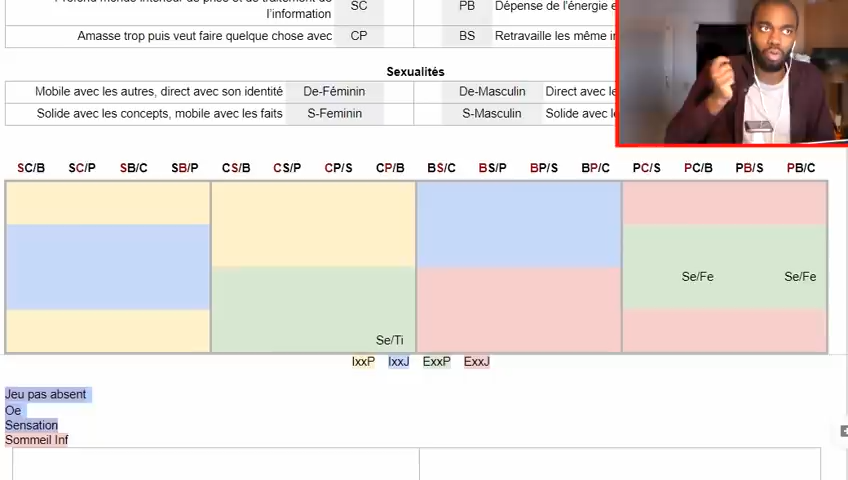 Profond monde intérieur de prise et de traitement de
l'information SC PB Dépense de l'énergie e
Amasse trop puis veut faire quelque chose avec CP BS Retravaille les même i
Sexualités
Mobile avec les autres, direct avec son identité De-Féminin De-Masculin Direct avec le
Solide avec les concepts, mobile avec les faits S-Feminin S-Masculin Solide avec l
SC/B SC/P SB/C SB/P CS/B CS/P CP/S CP/B BS/C BS/P BP/S BP/C PC/S PC/B PB/S PB/C
Se/Fe Se/Fe
Se/Ti
IxxP IxxJ ExxP ExxJ
Jeu pas absent
Oe
Sensation
Sommeil Inf